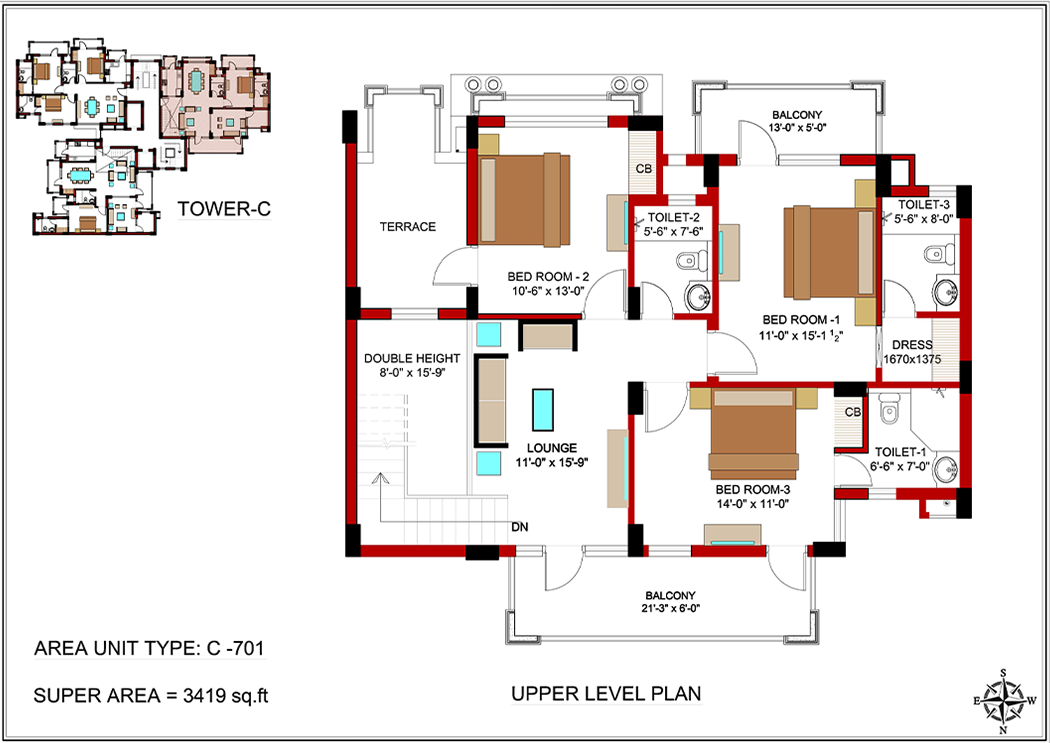 TOWER-C
BALCONY
13'-0" x 5'-0"
CB
TERRACE
TOILET-2
5'-6" x 7'-6"
TOILET-3
5'-6" x 8'-0"
BED ROOM - 2
10'-6" x 13'-0"
BED ROOM -1
11'-0" x 15'-1 1/2"
DRESS
1670x1375
DOUBLE HEIGHT
8'-0" x 15'-9"
CB
LOUNGE
11'-0" x 15'-9"
TOILET-1
6'-6" x 7'-0"
BED ROOM-3
14'-0" x 11'-0"
DN
BALCONY
21'-3" x 6'-0"
AREA UNIT TYPE: C -701
SUPER AREA = 3419 sq.ft
UPPER LEVEL PLAN
S
E
W
N